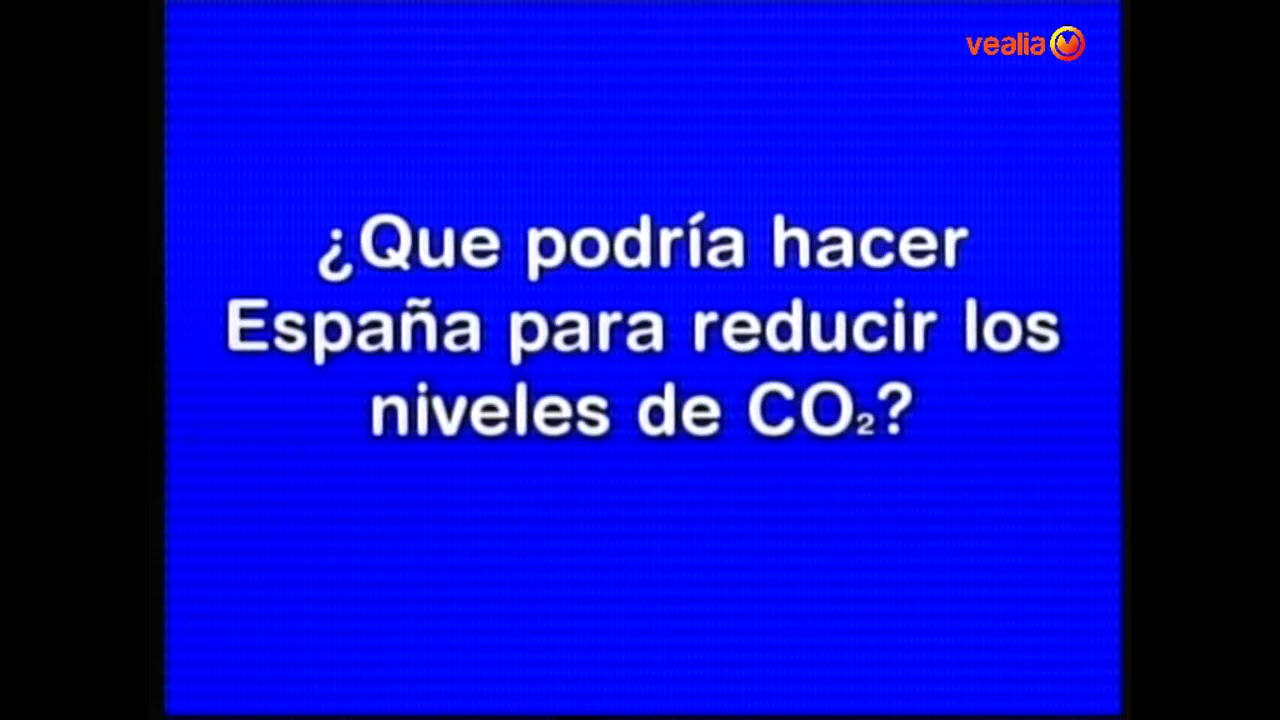 vealia
¿Que podría hacer
España para reducir los
niveles de CO₂?